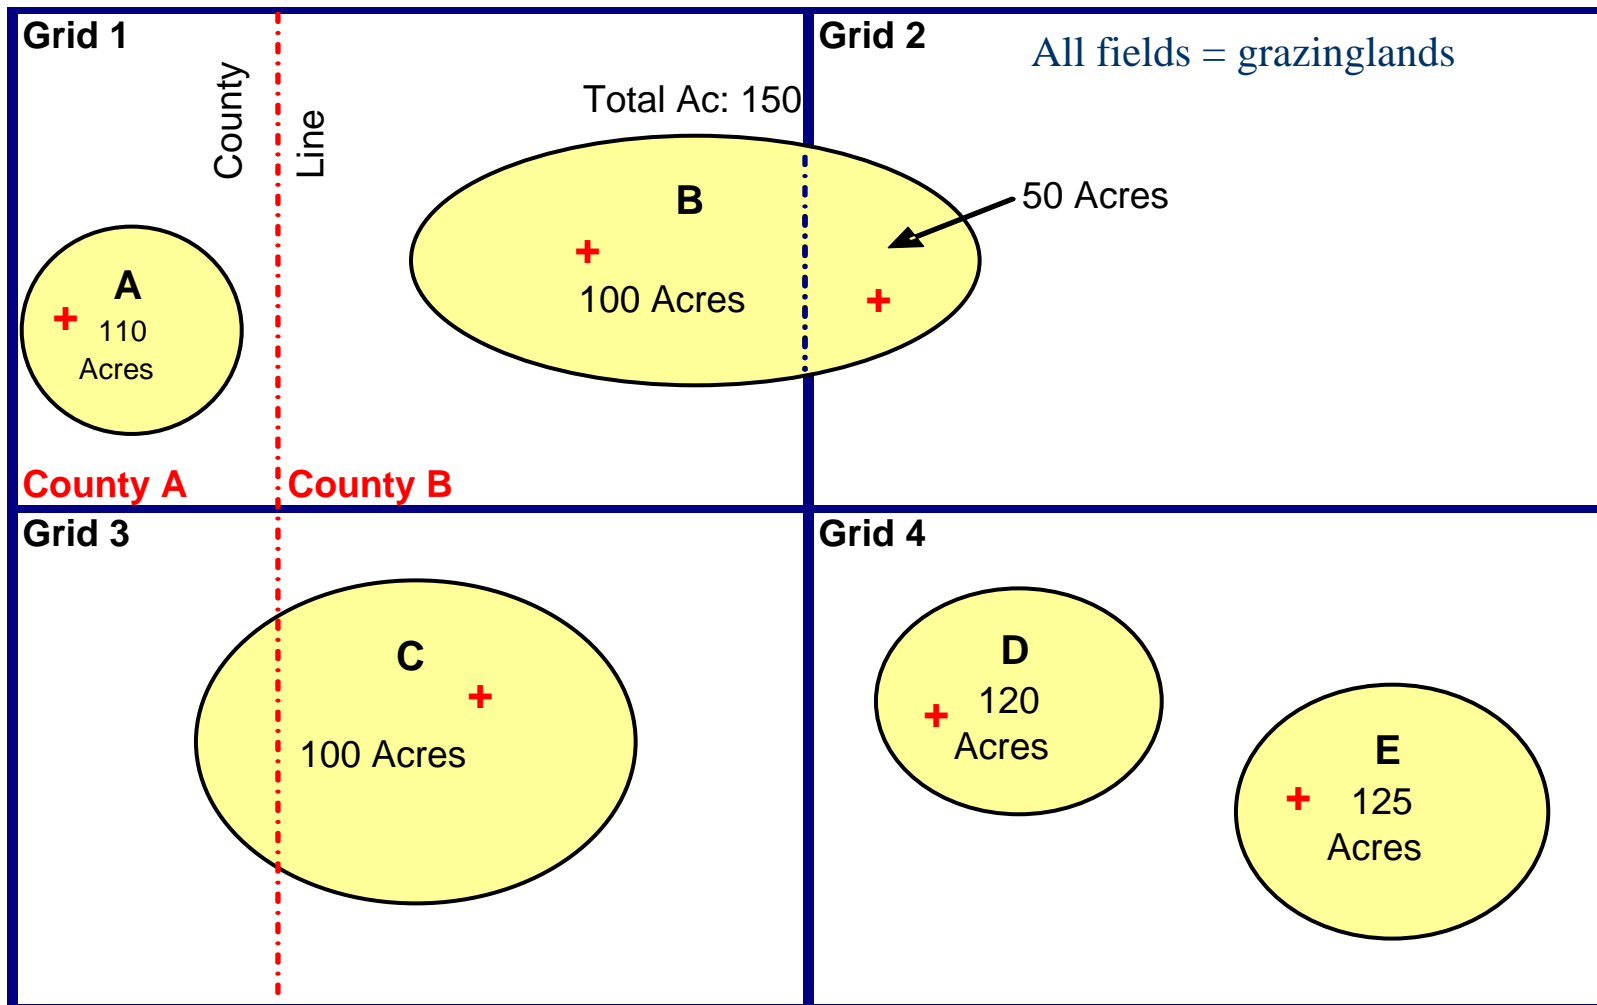 Grid 1
Grid 2
All fields = grazinglands
County
Line
Total Ac: 150
B
50 Acres
100 Acres
A
110
Acres
County A
County B
Grid 3
Grid 4
C
100 Acres
D
120
Acres
E
125
Acres